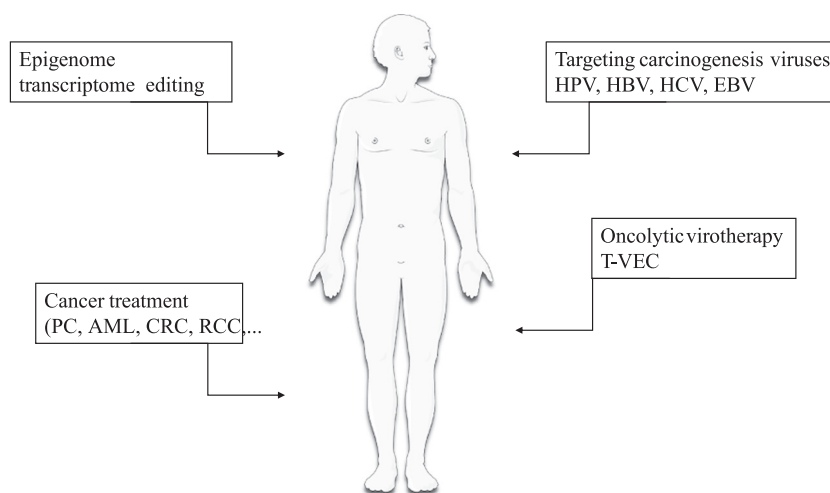 Epigenome
transcriptome editing
Targeting carcinogenesis viruses
HPV, HBV, HCV, EBV
Oncolytic virotherapy
T-VEC
Cancer treatment
(PC, AML, CRC, RCC,...